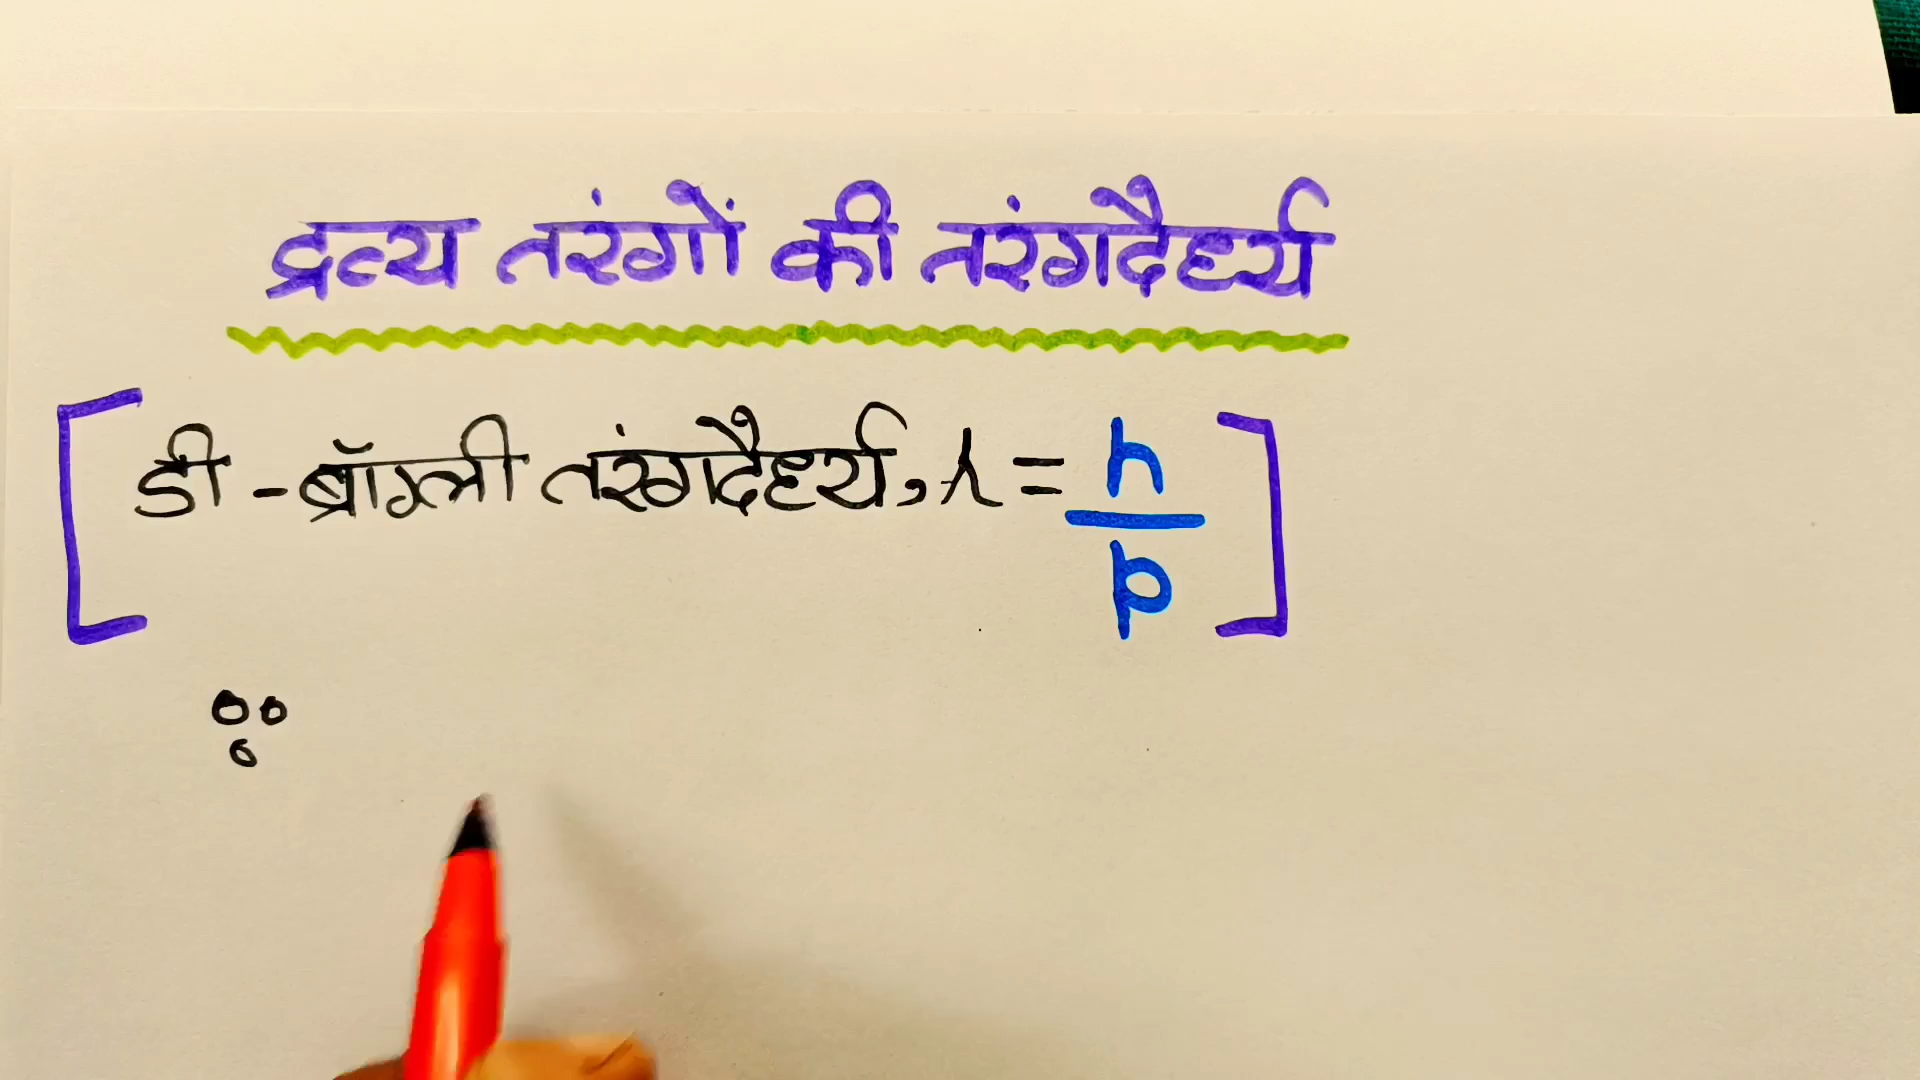 द्रव्य तरंगों की तरंगदैर्ध्य
[ डी - ब्रॉग्ली तरंगदैर्ध्य, λ = h/p ]
∵